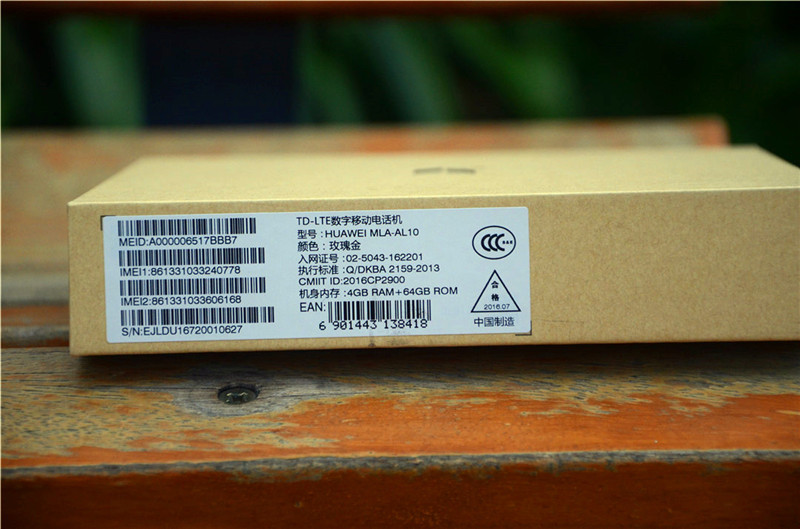 MEID:A000006517BBB7
IMEI1:861331033240778
IMEI2:861331033606168
S/N:EJLDU16720010627
TD-LTE数字移动电话机
型号：HUAWEI MLA-AL10
颜色：玫瑰金
入网证号：02-5043-162201
执行标准：Q/DKBA 2159-2013
CMIIT ID:2016CP2900
机身内存：4GB RAM+64GB ROM
EAN:
6 901443 138418
CCC
合
格
2016.07
中国制造